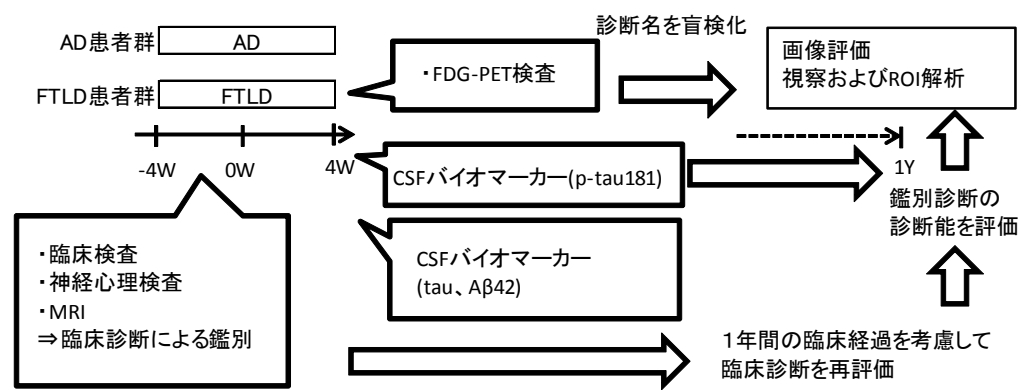 診断名を盲検化
AD患者群
AD
FTLD患者群
FTLD
・FDG-PET検査
画像評価
視察およびROI解析
-4W
0W
4W
1Y
CSFバイオマーカー(p-tau181)
鑑別診断の
診断能を評価
・臨床検査
・神経心理検査
・MRI
⇒臨床診断による鑑別
CSFバイオマーカー
(tau、Aβ42)
１年間の臨床経過を考慮して
臨床診断を再評価